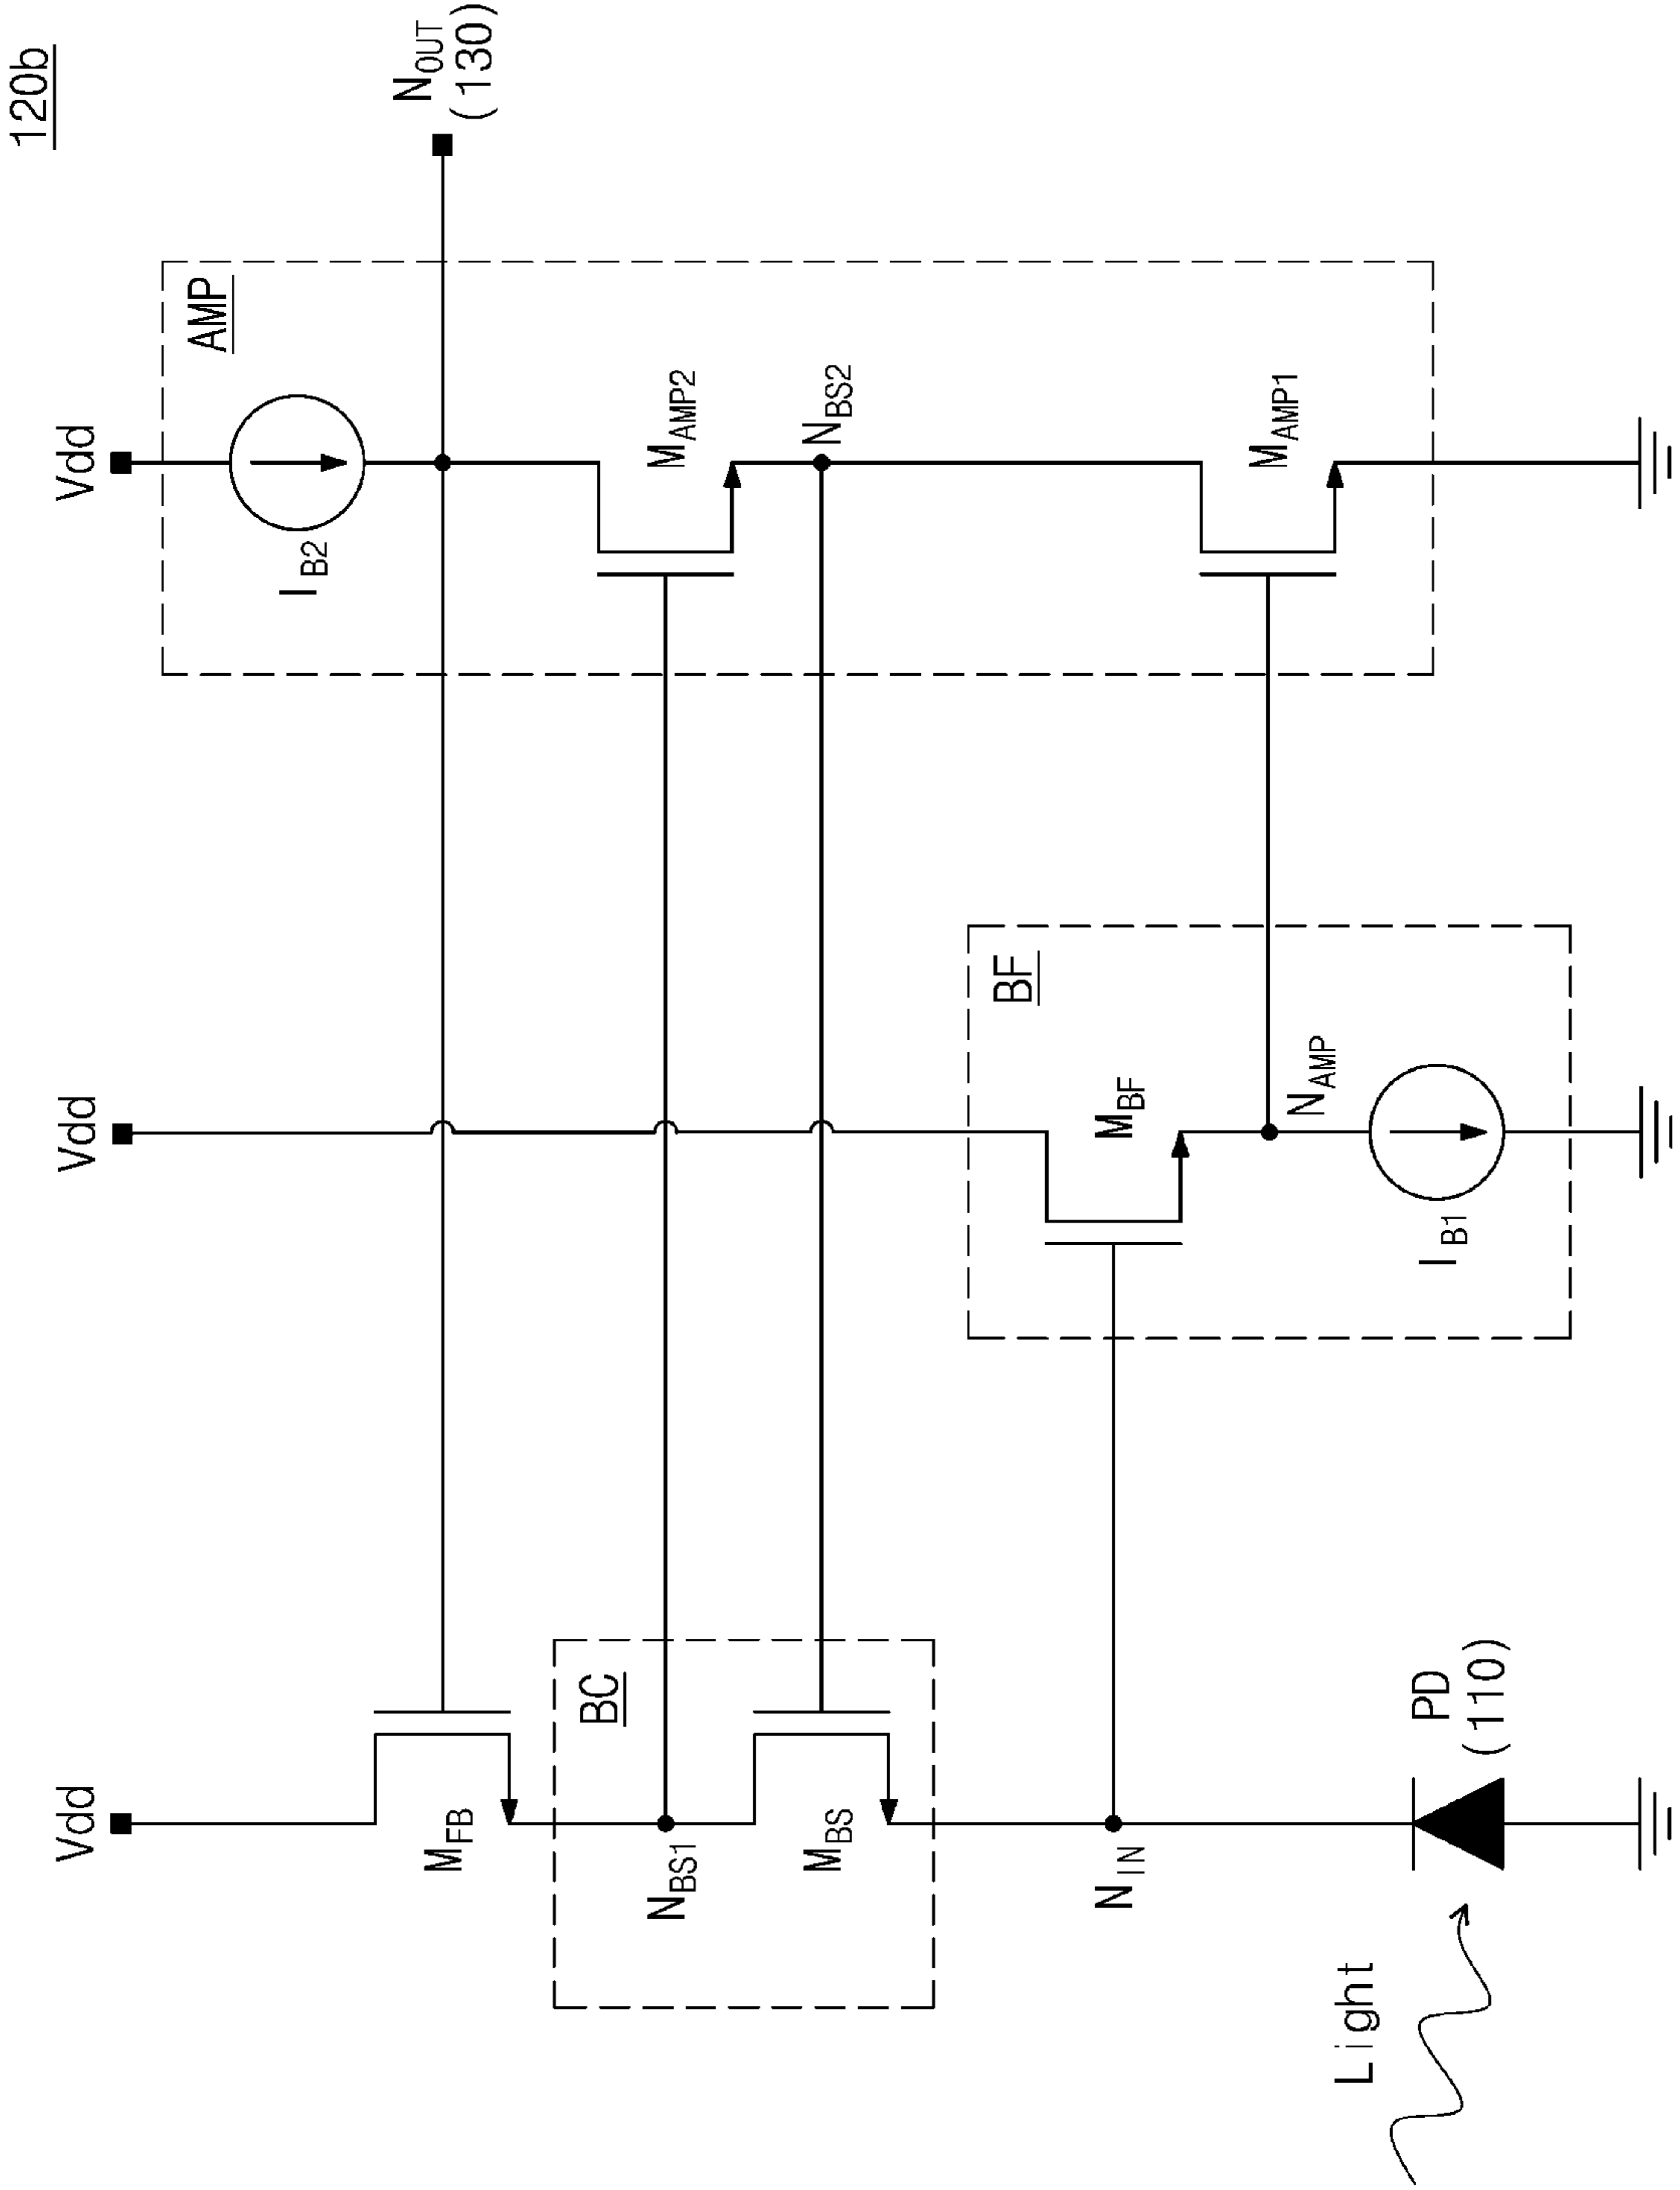 120b
Vdd
Vdd
Vdd
AMP
I_B2
N_OUT
(130)
M_FB
BC
N_BS1
M_AMP2
M_BS
N_BS2
BF
N_IN
M_BF
M_AMP1
N_AMP
Light
PD
(110)
I_B1